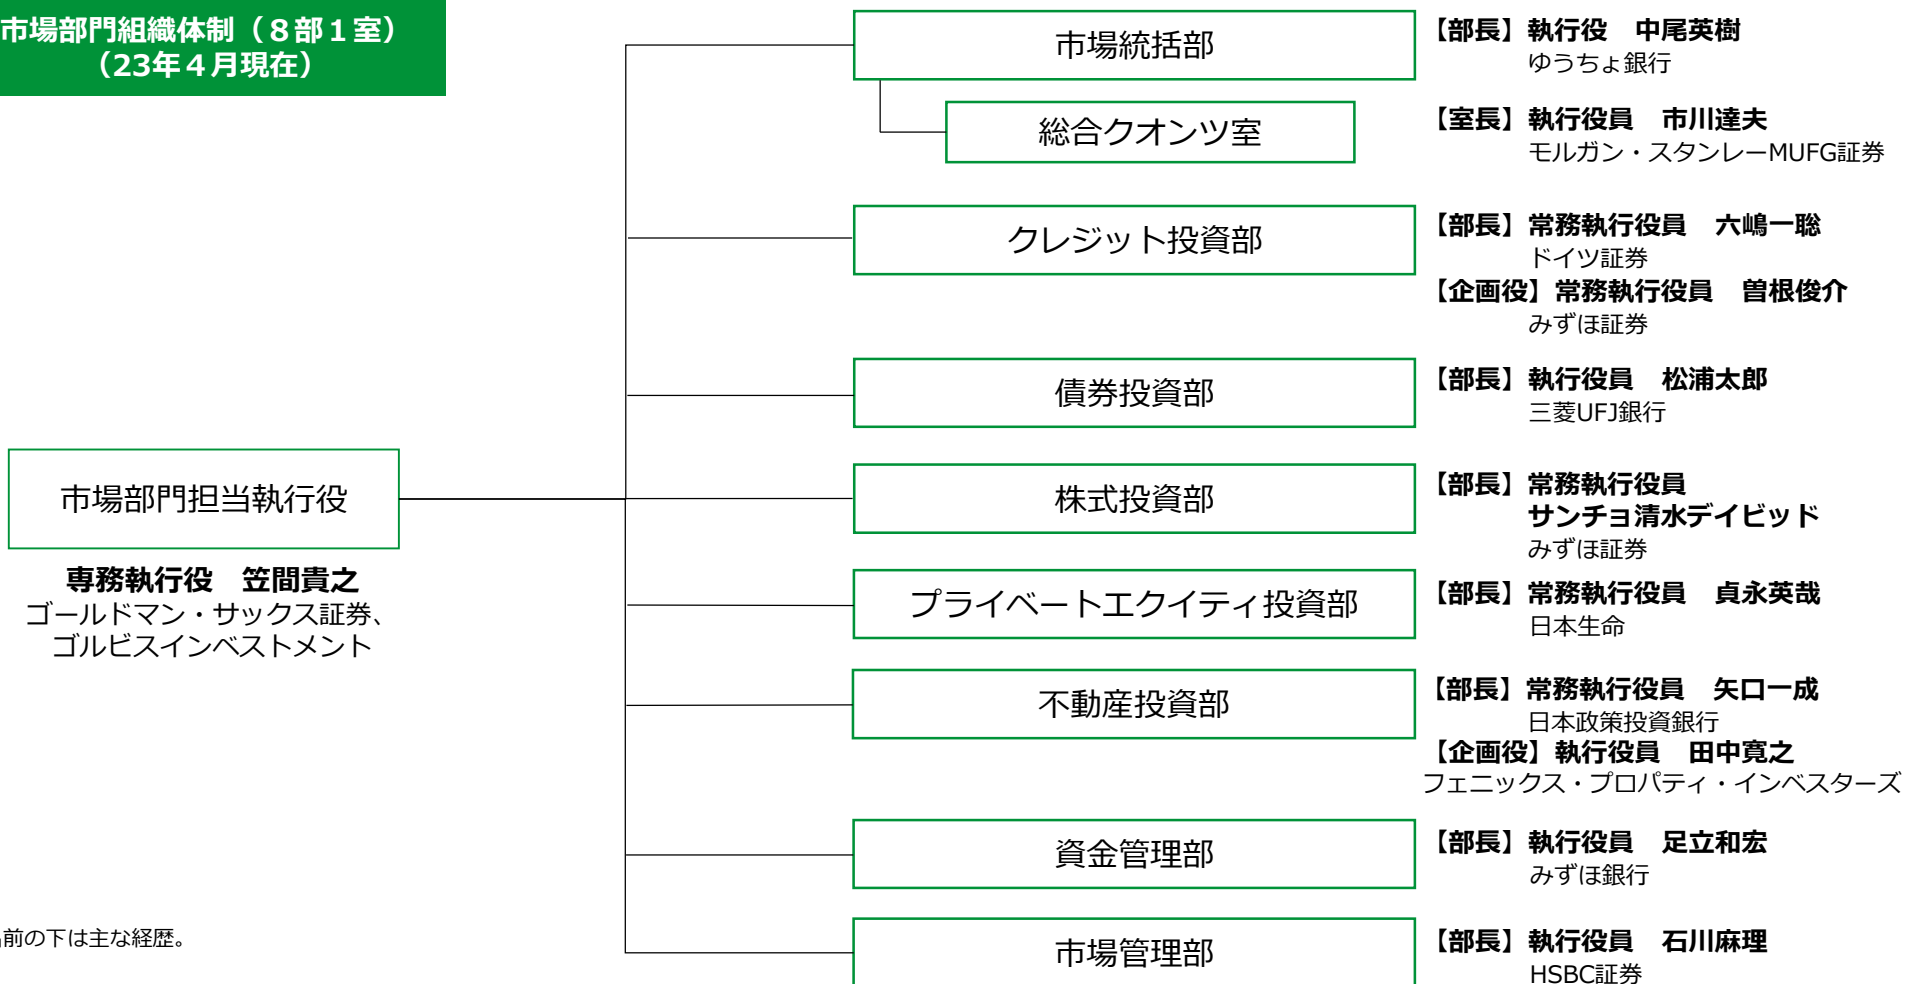 市場部門組織体制（８部１室）
（23年４月現在）
市場統括部
【部長】執行役　中尾英樹
ゆうちょ銀行
総合クオンツ室
【室長】執行役員　市川達夫
モルガン・スタンレーMUFG証券
クレジット投資部
【部長】常務執行役員　六嶋一聡
ドイツ証券
【企画役】常務執行役員　曽根俊介
みずほ証券
債券投資部
【部長】執行役員　松浦太郎
三菱UFJ銀行
市場部門担当執行役
専務執行役　笠間貴之
ゴールドマン・サックス証券、
ゴルビスインベストメント
株式投資部
【部長】常務執行役員
サンチョ清水デイビッド
みずほ証券
プライベートエクイティ投資部
【部長】常務執行役員　貞永英哉
日本生命
不動産投資部
【部長】常務執行役員　矢口一成
日本政策投資銀行
【企画役】執行役員　田中寛之
フェニックス・プロパティ・インベスターズ
資金管理部
【部長】執行役員　足立和宏
みずほ銀行
市場管理部
【部長】執行役員　石川麻理
HSBC証券
前の下は主な経歴。